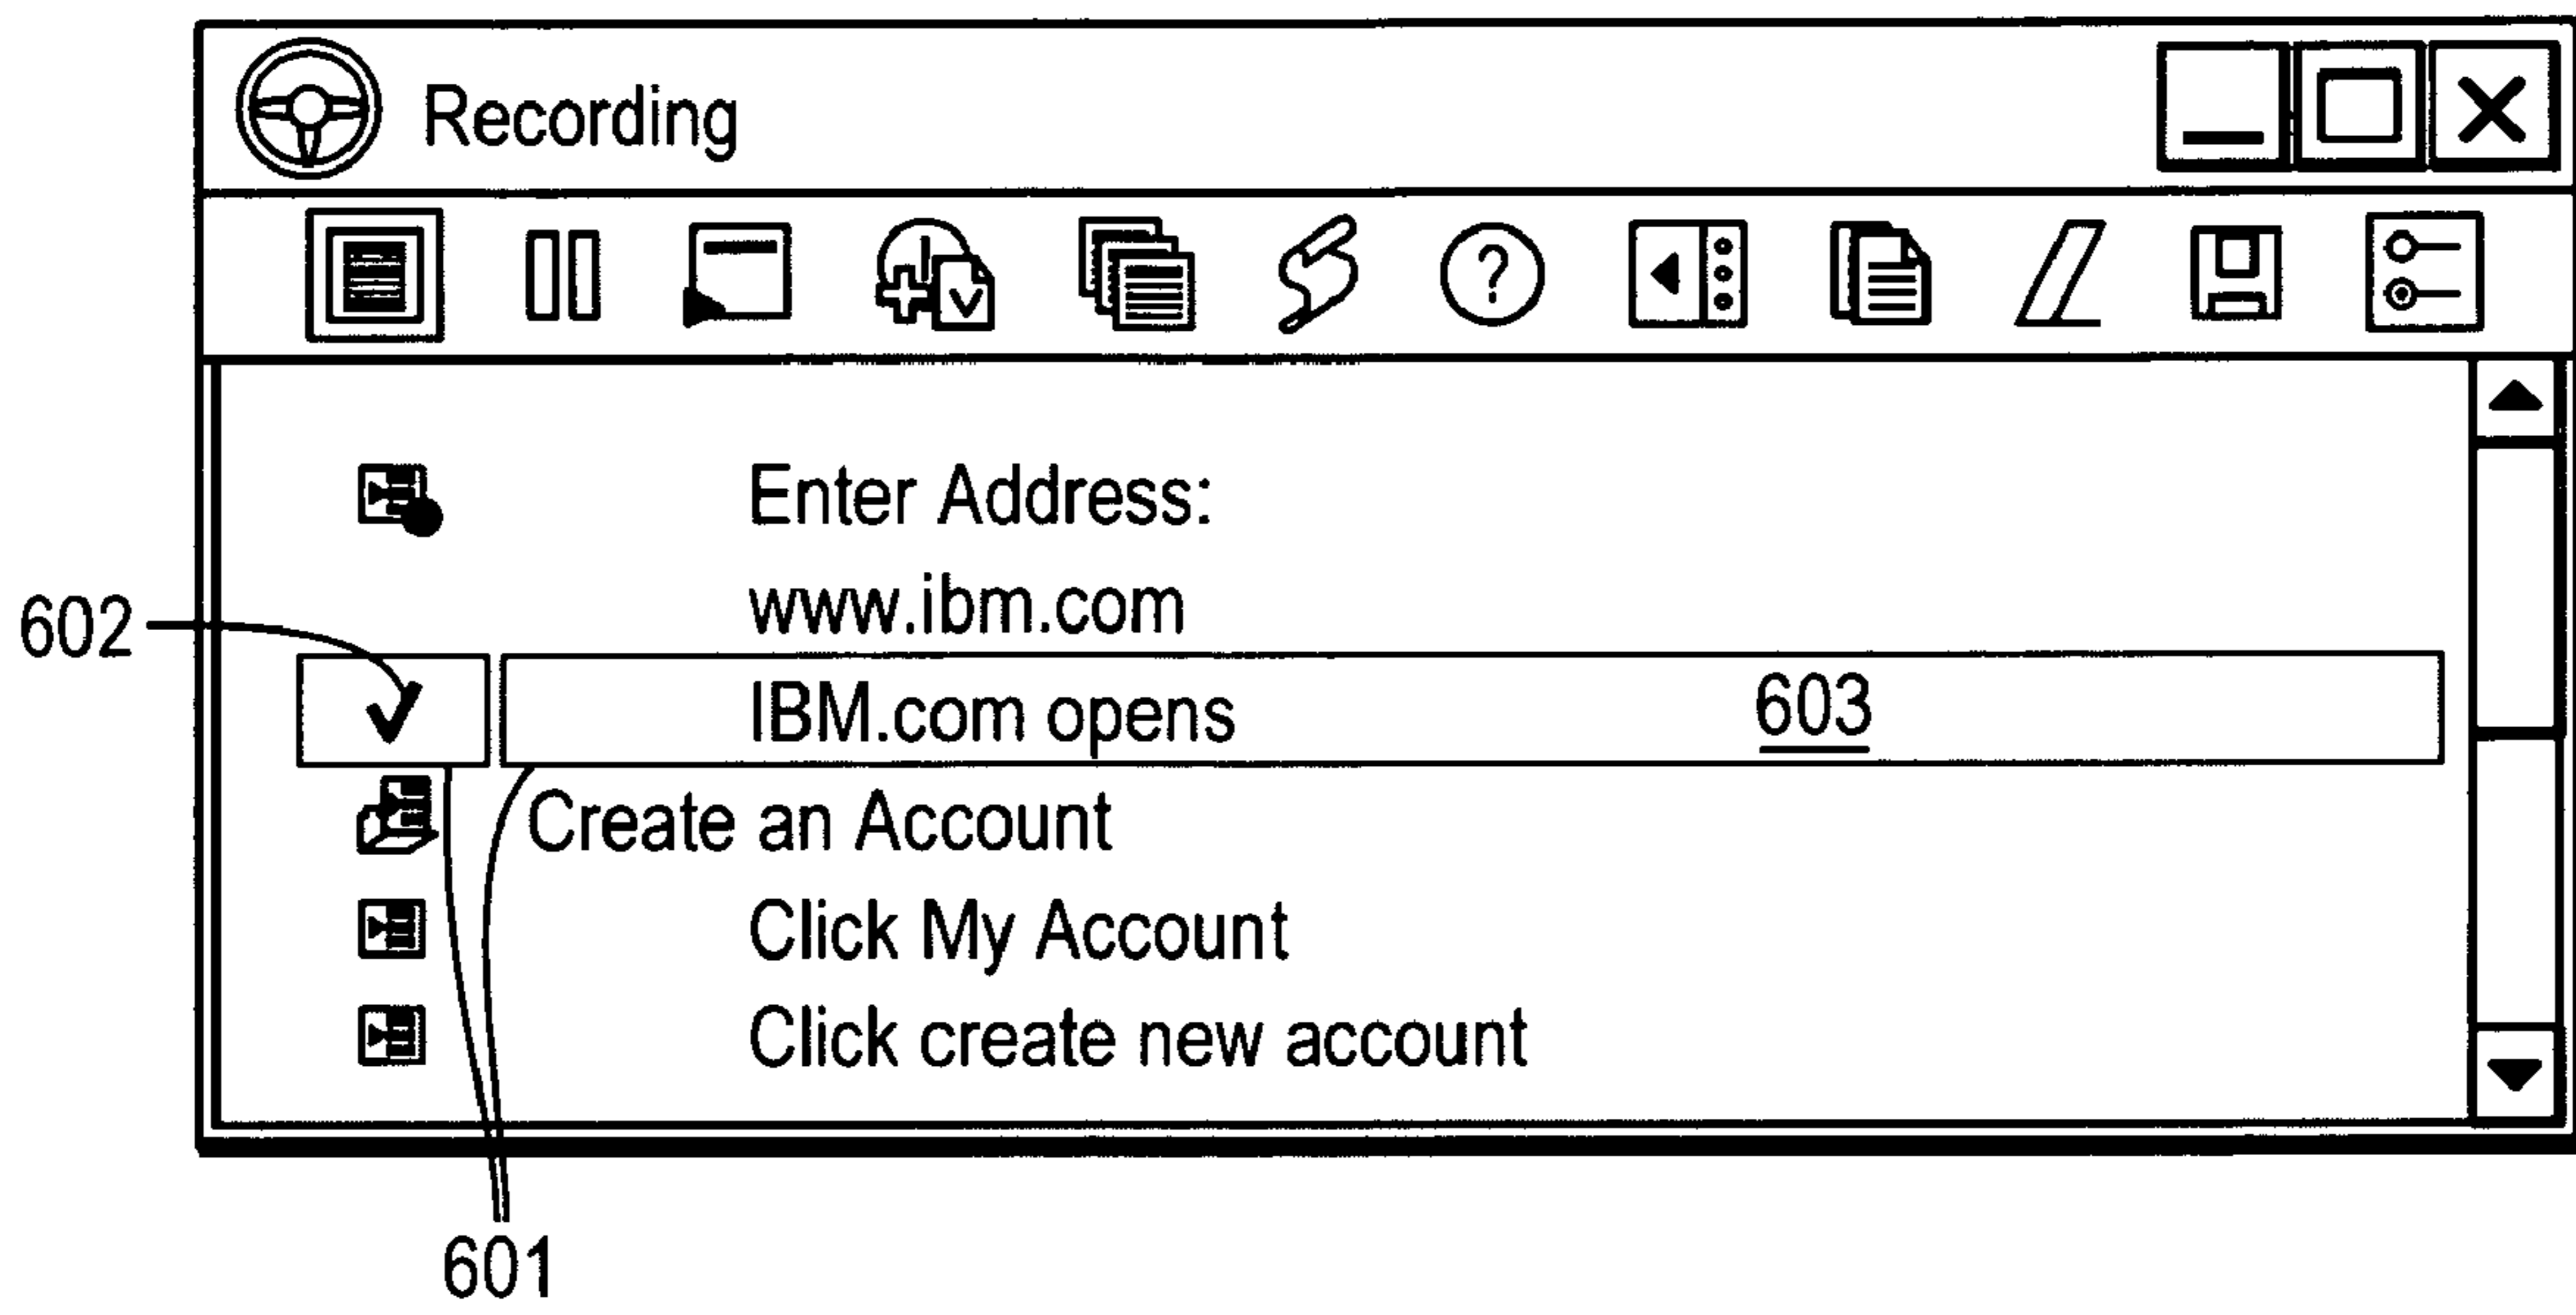 Recording
Enter Address:
www.ibm.com
602
IBM.com opens 603
Create an Account
Click My Account
Click create new account
601